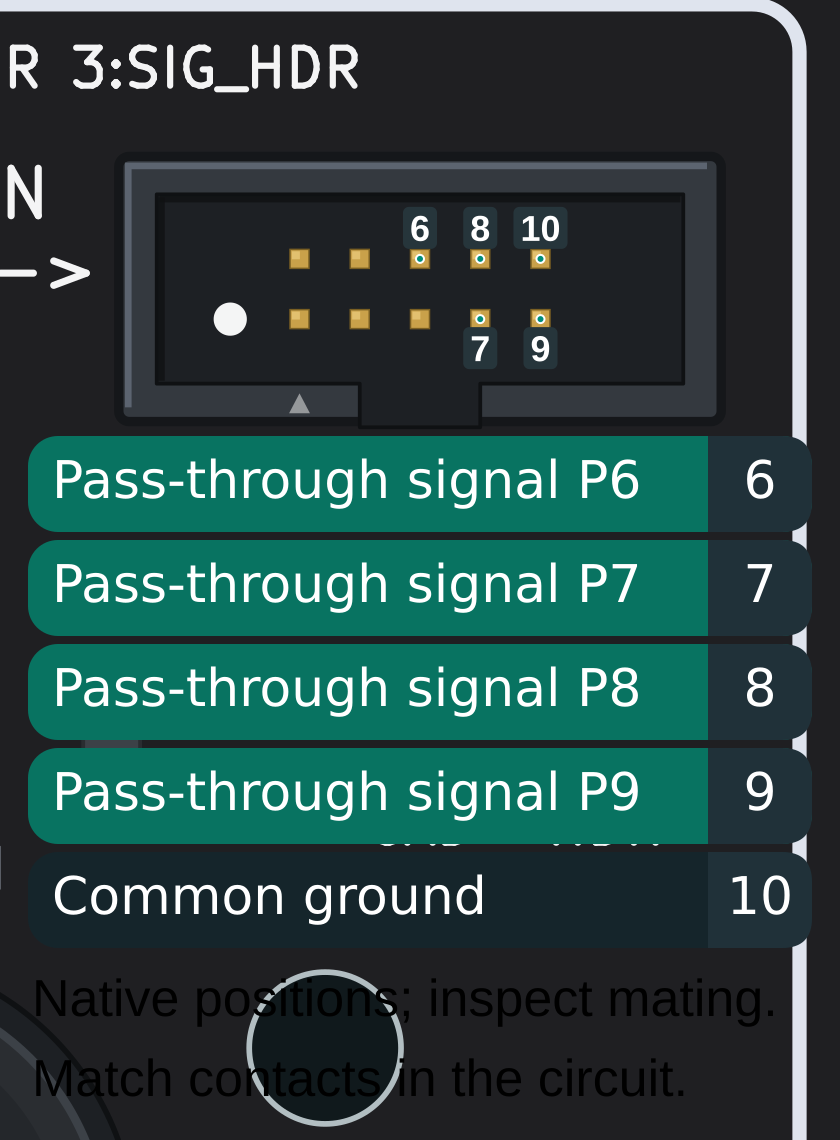 R 3:SIG_HDR
N
6 8 10
7 9
Pass-through signal P6 6
Pass-through signal P7 7
Pass-through signal P8 8
Pass-through signal P9 9
Common ground 10
Native positions; inspect mating.
Match contacts in the circuit.